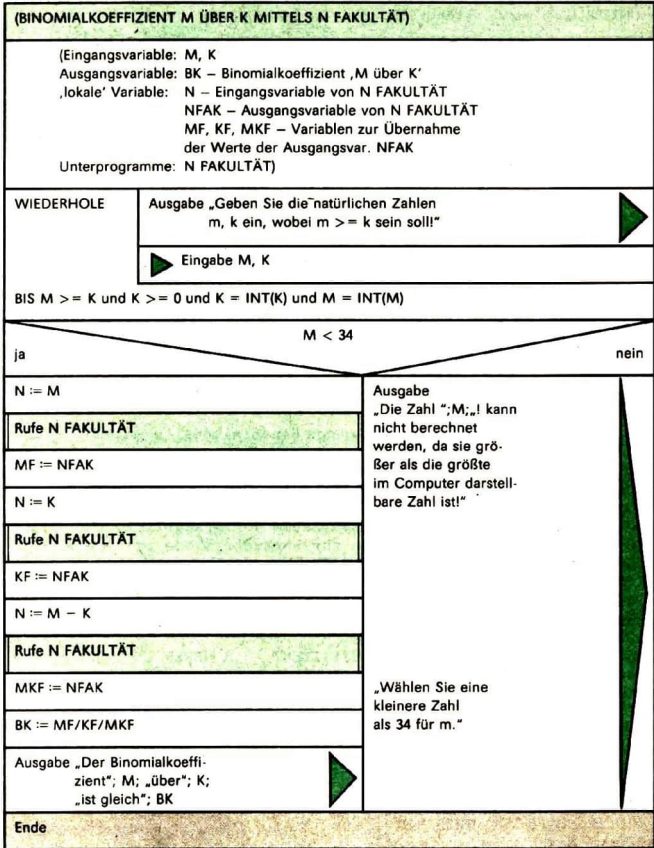 (BINOMIALKOEFFIZIENT M ÜBER K MITTELS N FAKULTÄT)
(Eingangsvariable: M, K
Ausgangsvariable: BK – Binomialkoeffizient ‚M über K'
‚lokale' Variable: N – Eingangsvariable von N FAKULTÄT
NFAK – Ausgangsvariable von N FAKULTÄT
MF, KF, MKF – Variablen zur Übernahme
der Werte der Ausgangsvar. NFAK
Unterprogramme: N FAKULTÄT)
WIEDERHOLE
Ausgabe „Geben Sie die natürlichen Zahlen
m, k ein, wobei m >= k sein soll!"
Eingabe M, K
BIS M >= K und K >= 0 und K = INT(K) und M = INT(M)
M < 34
ja
nein
N := M
Rufe N FAKULTÄT
MF := NFAK
N := K
Rufe N FAKULTÄT
KF := NFAK
N := M – K
Rufe N FAKULTÄT
MKF := NFAK
BK := MF/KF/MKF
Ausgabe „Der Binomialkoeffi-
zient"; M; „über"; K;
„ist gleich"; BK
Ausgabe
„Die Zahl ";M;„! kann
nicht berechnet
werden, da sie grö-
ßer als die größte
im Computer darstell-
bare Zahl ist!"
„Wählen Sie eine
kleinere Zahl
als 34 für m."
Ende